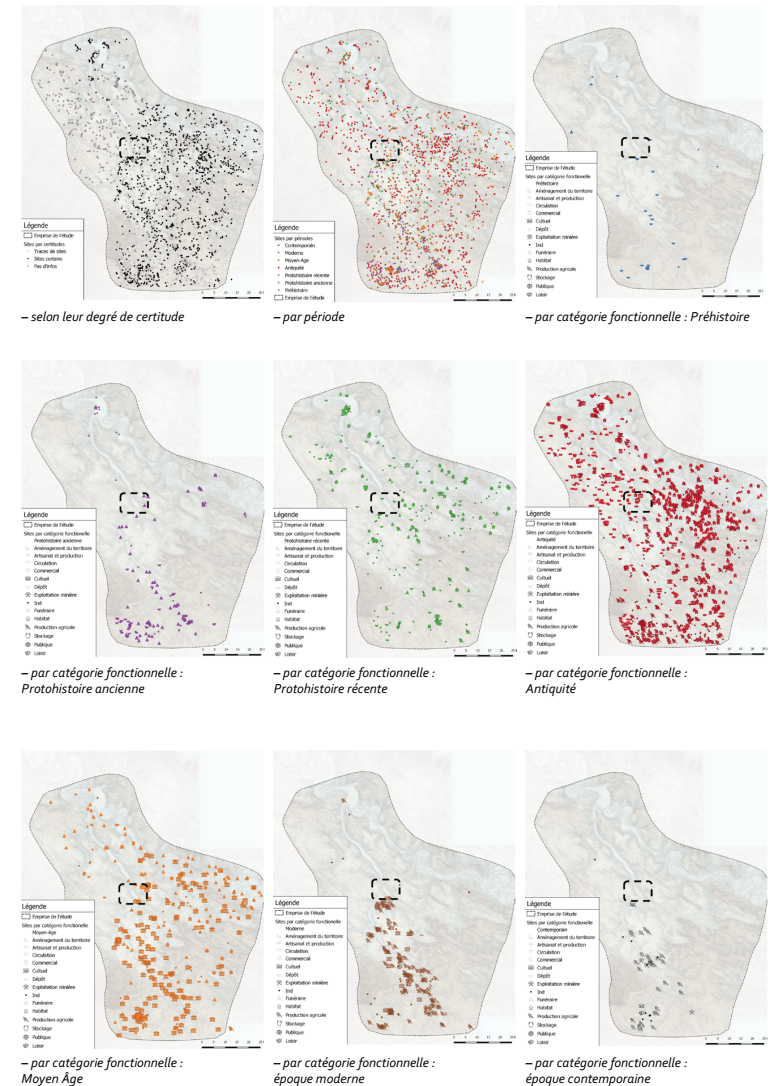 Légende
Emprise de l'étude
Sites par certitudes
Traces de sites
Sites certains
Pas d'infos
– selon leur degré de certitude
Légende
Sites par périodes
Contemporain
Moderne
Moyen-Age
Antiquité
Protohistoire récente
Protohistoire ancienne
Préhistoire
Emprise de l'étude
– par période
Légende
Emprise de l'étude
Sites par catégorie fonctionelle
Préhistoire
Aménagement du territoire
Artisanat et production
Circulation
Commercial
Cultuel
Dépôt
Exploitation minière
Ind
Funéraire
Habitat
Production agricole
Stockage
Publique
Loisir
– par catégorie fonctionnelle : Préhistoire
Légende
Emprise de l'étude
Sites par catégorie fonctionelle
Protohistoire ancienne
Aménagement du territoire
Artisanat et production
Circulation
Commercial
Cultuel
Dépôt
Exploitation minière
Ind
Funéraire
Habitat
Production agricole
Stockage
Publique
Loisir
– par catégorie fonctionnelle :
Protohistoire ancienne
Légende
Emprise de l'étude
Sites par catégorie fonctionelle
Protohistoire récente
Aménagement du territoire
Artisanat et production
Circulation
Commercial
Cultuel
Dépôt
Exploitation minière
Ind
Funéraire
Habitat
Production agricole
Stockage
Publique
Loisir
– par catégorie fonctionnelle :
Protohistoire récente
Légende
Emprise de l'étude
Sites par catégorie fonctionelle
Antiquité
Aménagement du territoire
Artisanat et production
Circulation
Commercial
Cultuel
Dépôt
Exploitation minière
Ind
Funéraire
Habitat
Production agricole
Stockage
Publique
Loisir
– par catégorie fonctionnelle :
Antiquité
Légende
Emprise de l'étude
Sites par catégorie fonctionelle
Moyen-Age
Aménagement du territoire
Artisanat et production
Circulation
Commercial
Cultuel
Dépôt
Exploitation minière
Ind
Funéraire
Habitat
Production agricole
Stockage
Publique
Loisir
– par catégorie fonctionnelle :
Moyen Âge
Légende
Emprise de l'étude
Sites par catégorie fonctionelle
Moderne
Aménagement du territoire
Artisanat et production
Circulation
Commercial
Cultuel
Dépôt
Exploitation minière
Ind
Funéraire
Habitat
Production agricole
Stockage
Publique
Loisir
– par catégorie fonctionnelle :
époque moderne
Légende
Emprise de l'étude
Sites par catégorie fonctionelle
Contemporain
Aménagement du territoire
Artisanat et production
Circulation
Commercial
Cultuel
Dépôt
Exploitation minière
Ind
Funéraire
Habitat
Production agricole
Stockage
Publique
Loisir
– par catégorie fonctionnelle :
époque contemporaine